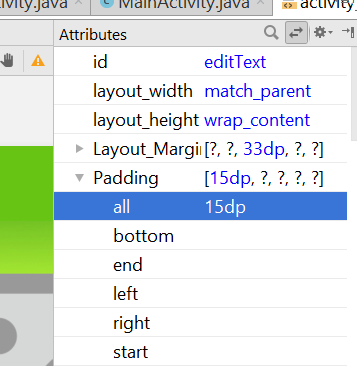 ivity.java × MainActivity.java × activity_
Attributes
id editText
layout_width match_parent
layout_height wrap_content
Layout_Margin [?, ?, 33dp, ?, ?]
Padding [15dp, ?, ?, ?, ?]
all 15dp
bottom
end
left
right
start